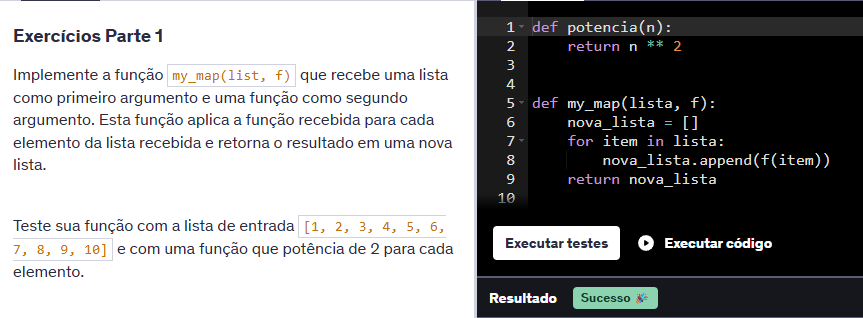 Exercícios Parte 1
Implemente a função my_map(list, f) que recebe uma lista
como primeiro argumento e uma função como segundo
argumento. Esta função aplica a função recebida para cada
elemento da lista recebida e retorna o resultado em uma nova
lista.
Teste sua função com a lista de entrada [1, 2, 3, 4, 5, 6,
7, 8, 9, 10] e com uma função que potência de 2 para cada
elemento.
1 def potencia(n):
2     return n ** 2
3
4
5 def my_map(lista, f):
6     nova_lista = []
7     for item in lista:
8         nova_lista.append(f(item))
9     return nova_lista
10
Executar testes Executar código
Resultado Sucesso 🎉